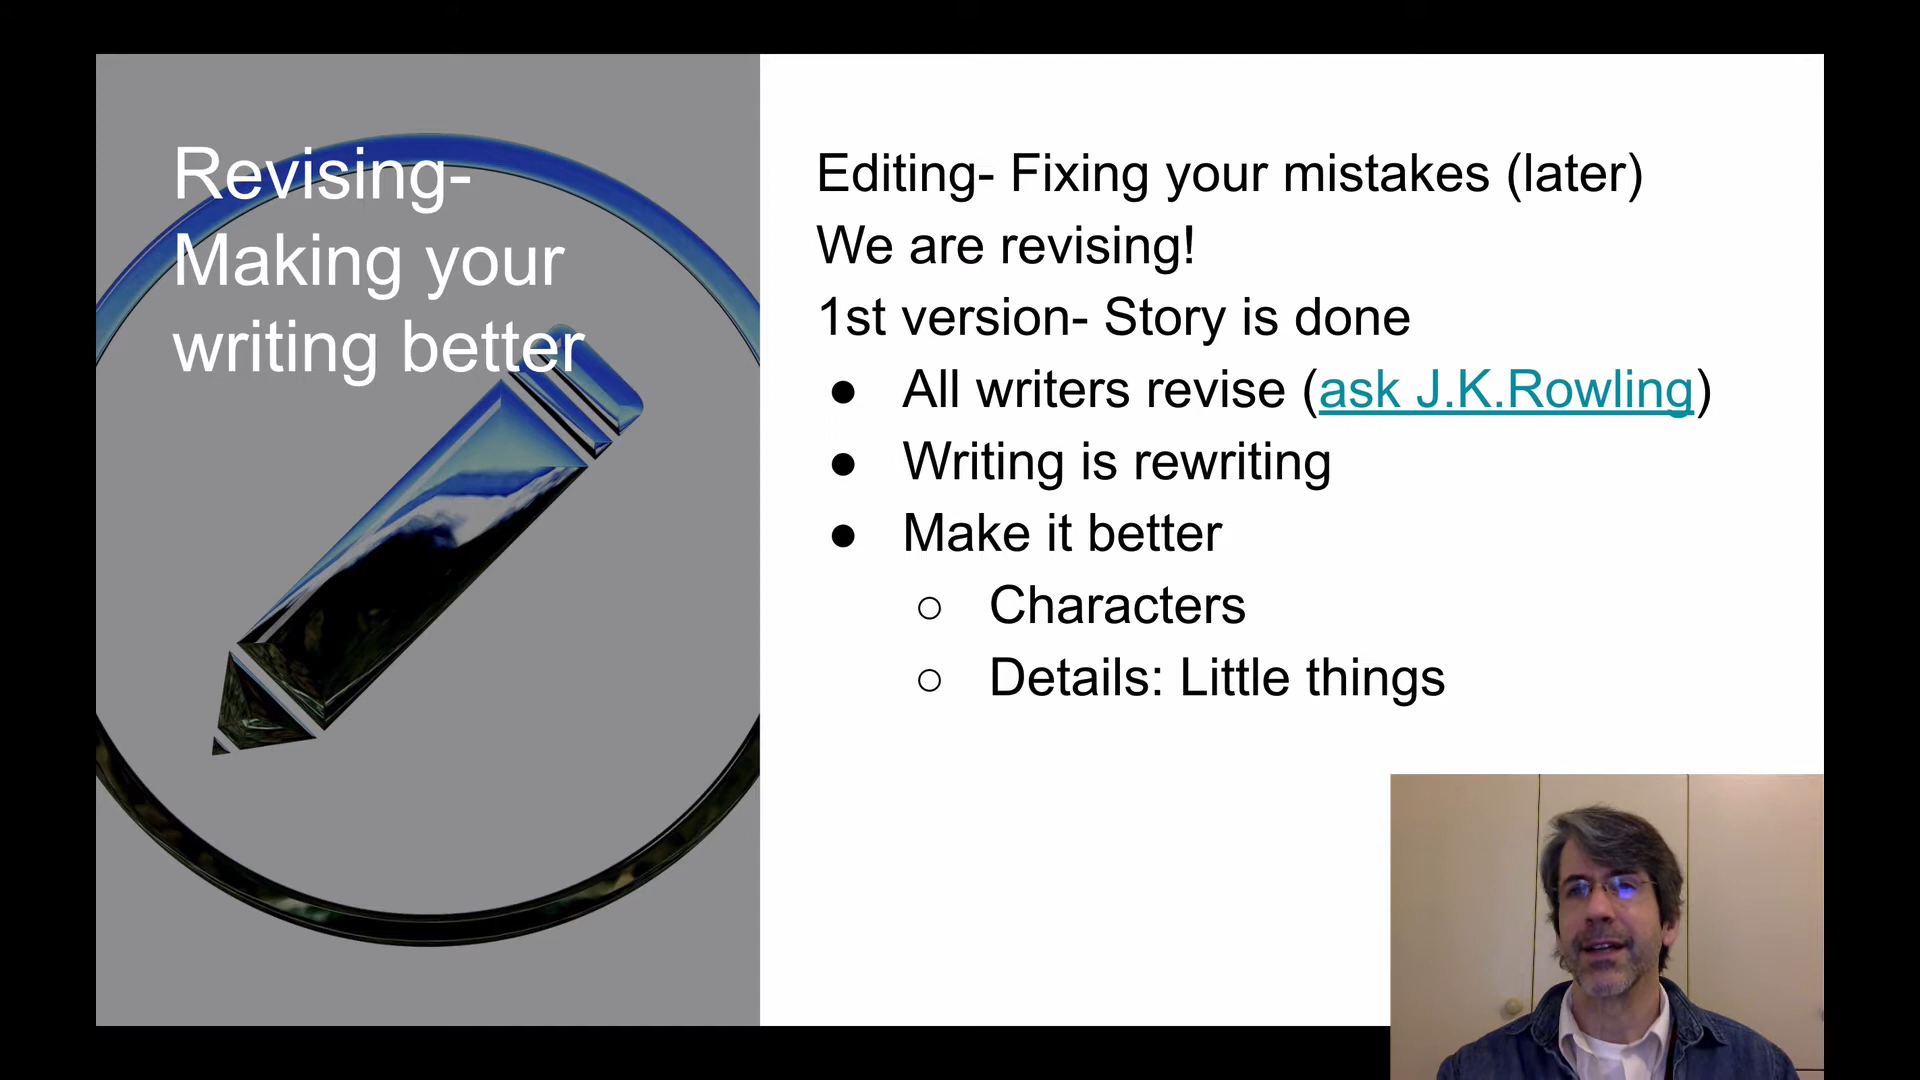 Revising-
Making your
writing better
Editing- Fixing your mistakes (later)
We are revising!
1st version- Story is done
● All writers revise (ask J.K.Rowling)
● Writing is rewriting
● Make it better
○ Characters
○ Details: Little things